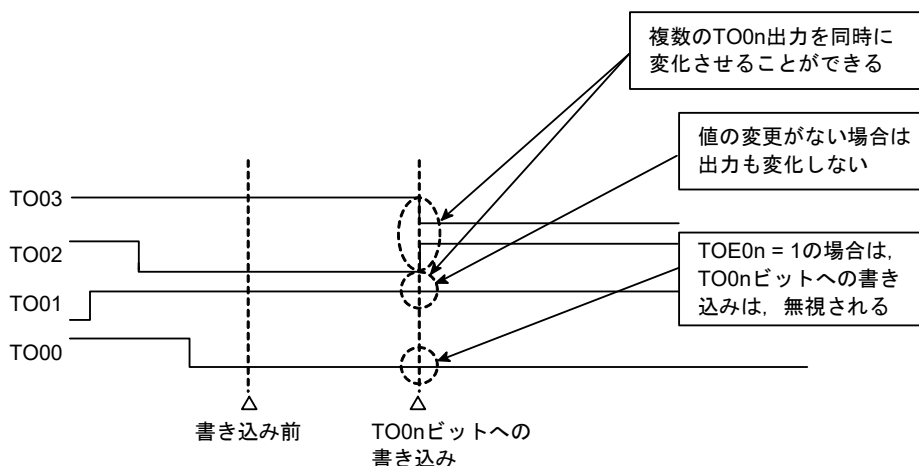 複数のTO0n出力を同時に
変化させることができる
値の変更がない場合は
出力も変化しない
TO03
TO02
TOE0n = 1の場合は,
TO0nビットへの書き
込みは,無視される
TO01
TO00
書き込み前
TO0nビットへの
書き込み